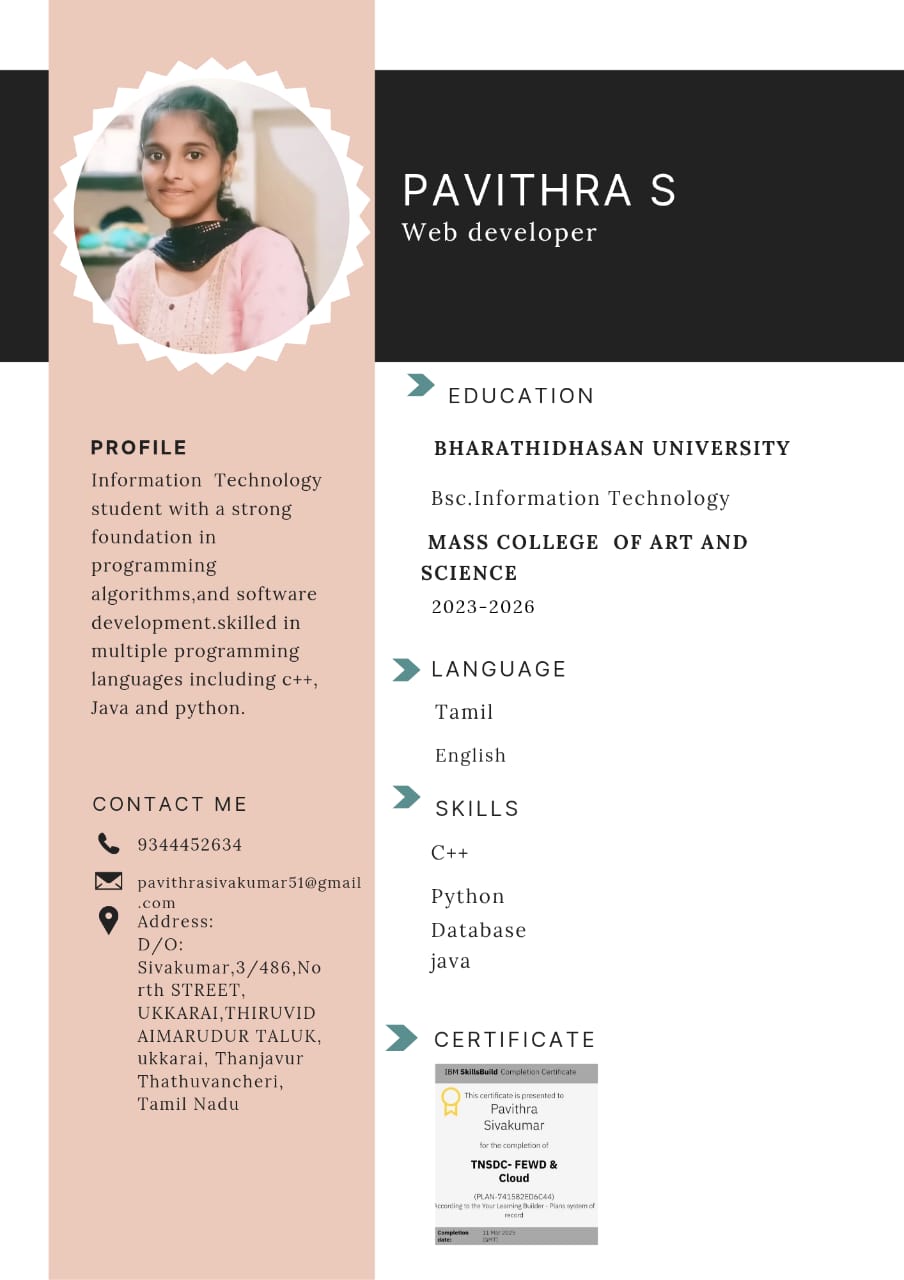 PAVITHRA S
Web developer
PROFILE
Information Technology
student with a strong
foundation in
programming
algorithms,and software
development.skilled in
multiple programming
languages including c++,
Java and python.
CONTACT ME
9344452634
pavithrasivakumar51@gmail
.com
Address:
D/O:
Sivakumar,3/486,No
rth STREET,
UKKARAI,THIRUVID
AIMARUDUR TALUK,
ukkarai, Thanjavur
Thathuvancheri,
Tamil Nadu
EDUCATION
BHARATHIDHASAN UNIVERSITY
Bsc.Information Technology
MASS COLLEGE OF ART AND
SCIENCE
2023-2026
LANGUAGE
Tamil
English
SKILLS
C++
Python
Database
java
CERTIFICATE
IBM SkillsBuild Completion Certificate
This certificate is presented to
Pavithra
Sivakumar
for the completion of
TNSDC- FEWD &
Cloud
(PLAN-741582ED6C44)
According to the Your Learning Builder - Plans system of
record
Completion
date:
11 Mar 2025
(GMT)